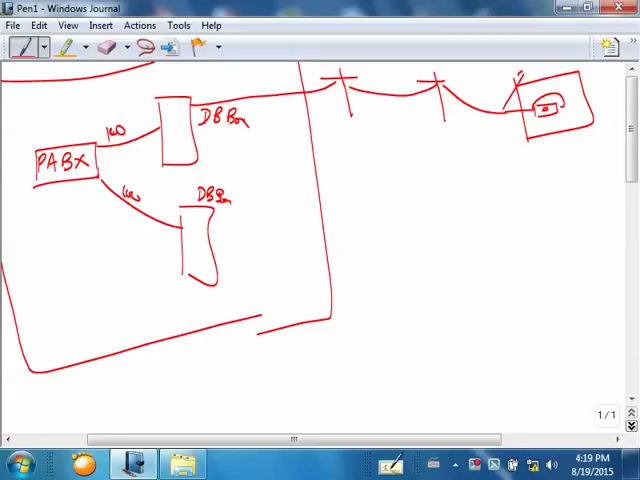 Pen1 - Windows Journal
File Edit View Insert Actions Tools Help
100
DB Box
PABX
100
DB Box
1 / 1
4:19 PM
8/19/2015